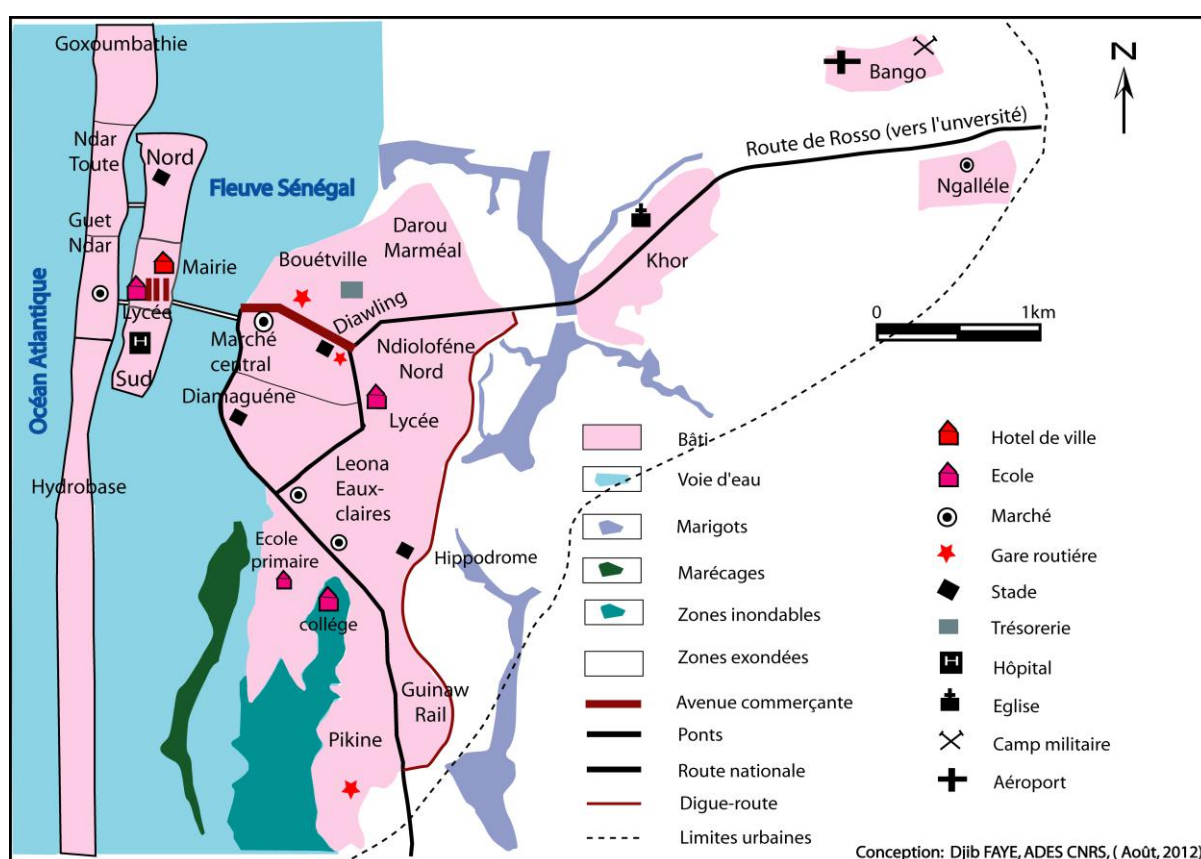 Goxoumbathie
Ndar
Toute
Nord
Fleuve Sénégal
Guet
Ndar
Mairie
Lycée
Sud
Océan Atlantique
Hydrobase
Bouétville
Darou
Marméal
Diawling
Marché
central
Diamaguéne
Ndioloféne
Nord
Lycée
Leona
Eaux-
claires
Ecole
primaire
collége
Hippodrome
Guinaw
Rail
Pikine
Khor
Bango
Route de Rosso (vers l'unversité)
Ngalléle
N
0 1km
Bâti
Voie d'eau
Marigots
Marécages
Zones inondables
Zones exondées
Avenue commerçante
Ponts
Route nationale
Digue-route
Limites urbaines
Hotel de ville
Ecole
Marché
Gare routiére
Stade
Trésorerie
H
Hôpital
Eglise
Camp militaire
Aéroport
Conception: Djib FAYE, ADES CNRS, ( Août, 2012)